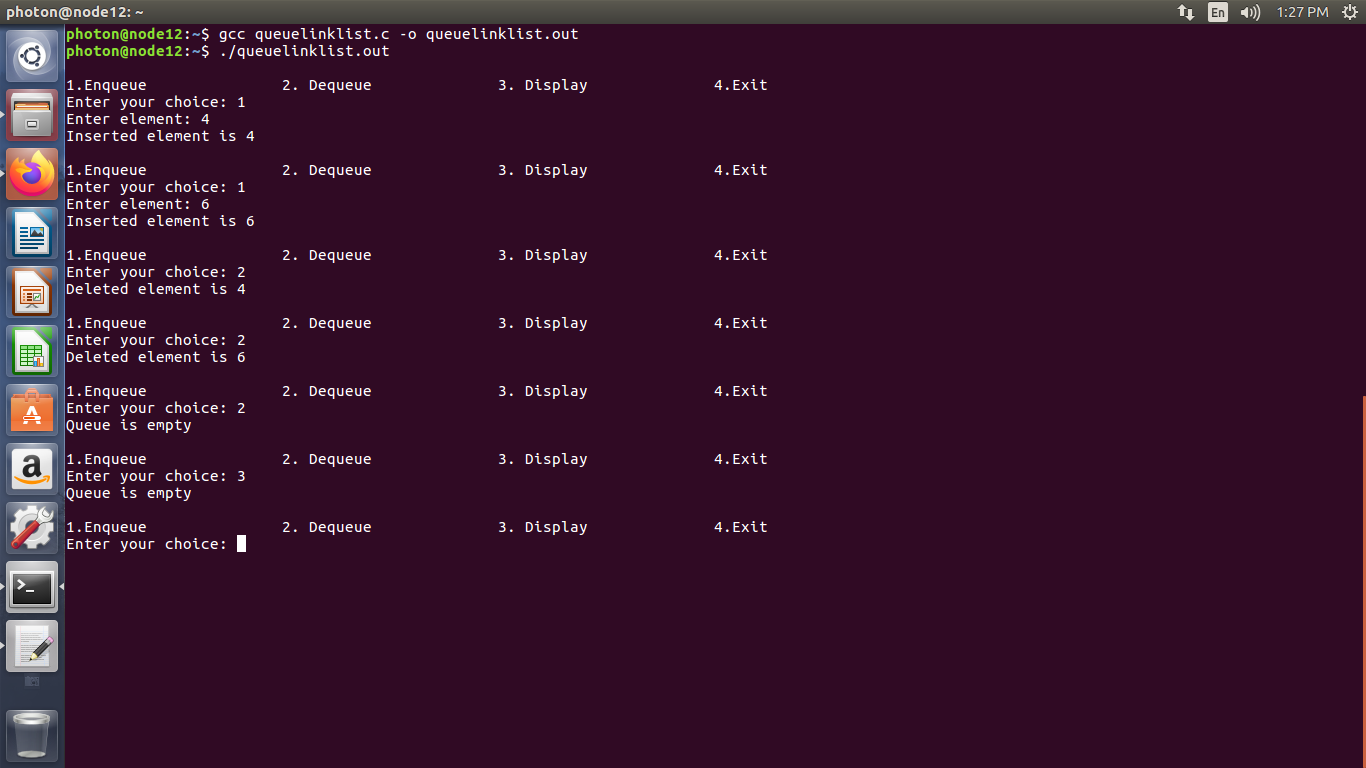 photon@node12: ~
En
1:27 PM
photon@node12:~$ gcc queuelinklist.c -o queuelinklist.out
photon@node12:~$ ./queuelinklist.out
1.Enqueue 2. Dequeue 3. Display 4.Exit
Enter your choice: 1
Enter element: 4
Inserted element is 4
1.Enqueue 2. Dequeue 3. Display 4.Exit
Enter your choice: 1
Enter element: 6
Inserted element is 6
1.Enqueue 2. Dequeue 3. Display 4.Exit
Enter your choice: 2
Deleted element is 4
1.Enqueue 2. Dequeue 3. Display 4.Exit
Enter your choice: 2
Deleted element is 6
1.Enqueue 2. Dequeue 3. Display 4.Exit
Enter your choice: 2
Queue is empty
1.Enqueue 2. Dequeue 3. Display 4.Exit
Enter your choice: 3
Queue is empty
1.Enqueue 2. Dequeue 3. Display 4.Exit
Enter your choice: